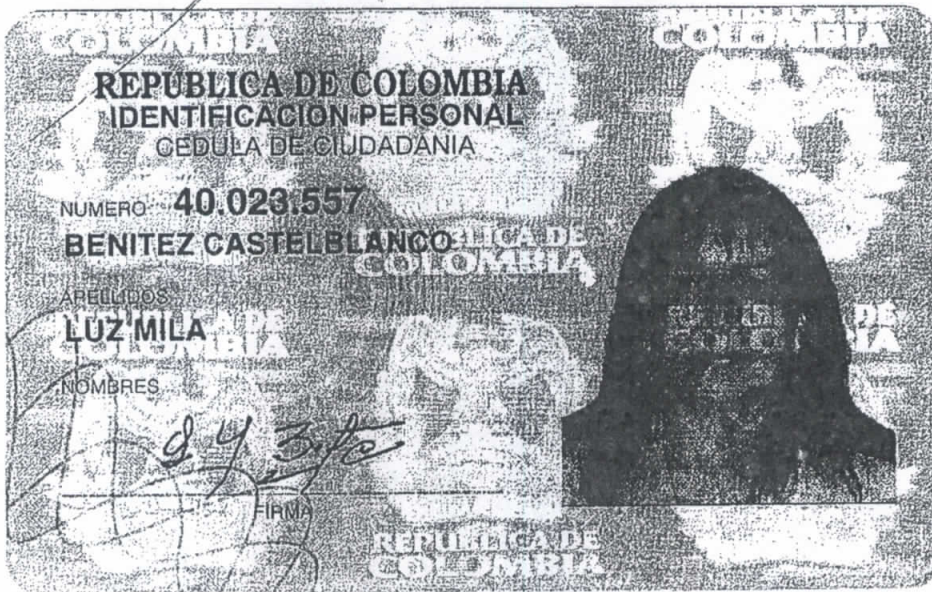 COLOMBIA
COLOMBIA
REPUBLICA DE COLOMBIA
IDENTIFICACION PERSONAL
CEDULA DE CIUDADANIA
NUMERO 40.023.557
BENITEZ CASTELBLANCO
REPUBLICA DE
COLOMBIA
APELLIDOS
LUZ MILA
NOMBRES
FIRMA
REPUBLICA DE
COLOMBIA